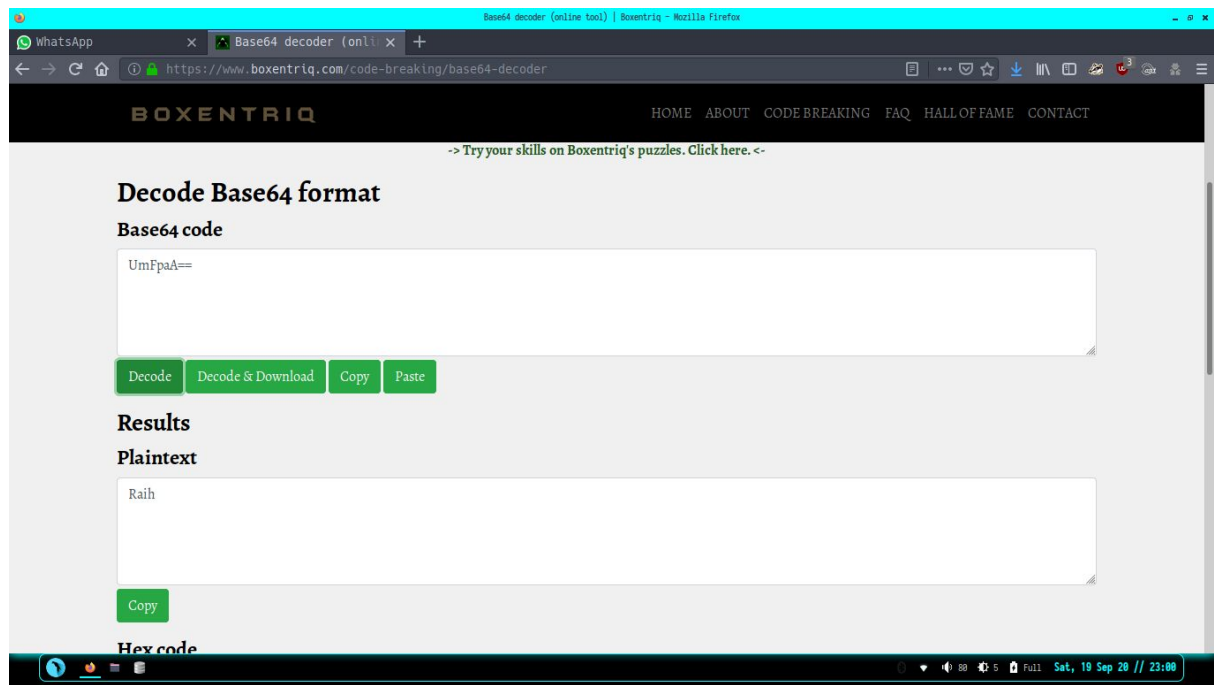 Base64 decoder (online tool) | Boxentriq - Mozilla Firefox
WhatsApp Base64 decoder (onli
https://www.boxentriq.com/code-breaking/base64-decoder 3
BOXENTRIQ HOME ABOUT CODE BREAKING FAQ HALL OF FAME CONTACT
-> Try your skills on Boxentriq's puzzles. Click here. <-
Decode Base64 format
Base64 code
UmFpaA==
Decode Decode & Download Copy Paste
Results
Plaintext
Raih
Copy
Hex code
80 5 Full Sat, 19 Sep 20 // 23:00